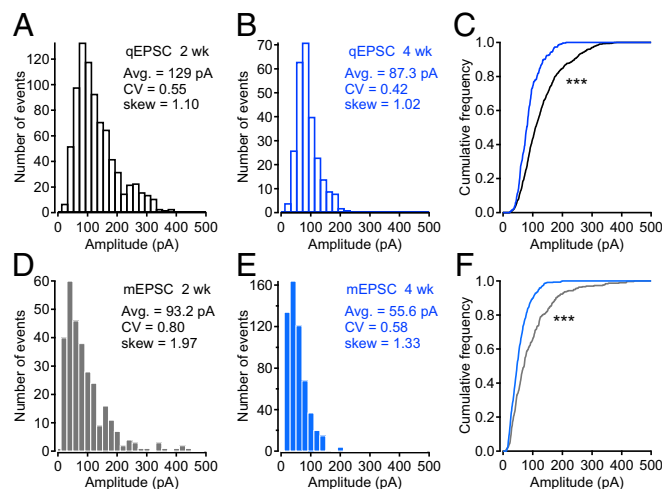 A
qEPSC 2 wk
Avg. = 129 pA
CV = 0.55
skew = 1.10
Number of events
120
100
80
60
40
20
0
0 100 200 300 400 500
Amplitude (pA)
B
qEPSC 4 wk
Avg. = 87.3 pA
CV = 0.42
skew = 1.02
Number of events
70
60
50
40
30
20
10
0
0 100 200 300 400 500
Amplitude (pA)
C
***
Cumulative frequency
1.0
0.8
0.6
0.4
0.2
0.0
0 100 200 300 400 500
Amplitude (pA)
D
mEPSC 2 wk
Avg. = 93.2 pA
CV = 0.80
skew = 1.97
Number of events
60
50
40
30
20
10
0
0 100 200 300 400 500
Amplitude (pA)
E
mEPSC 4 wk
Avg. = 55.6 pA
CV = 0.58
skew = 1.33
Number of events
160
120
80
40
0
0 100 200 300 400 500
Amplitude (pA)
F
***
Cumulative frequency
1.0
0.8
0.6
0.4
0.2
0.0
0 100 200 300 400 500
Amplitude (pA)